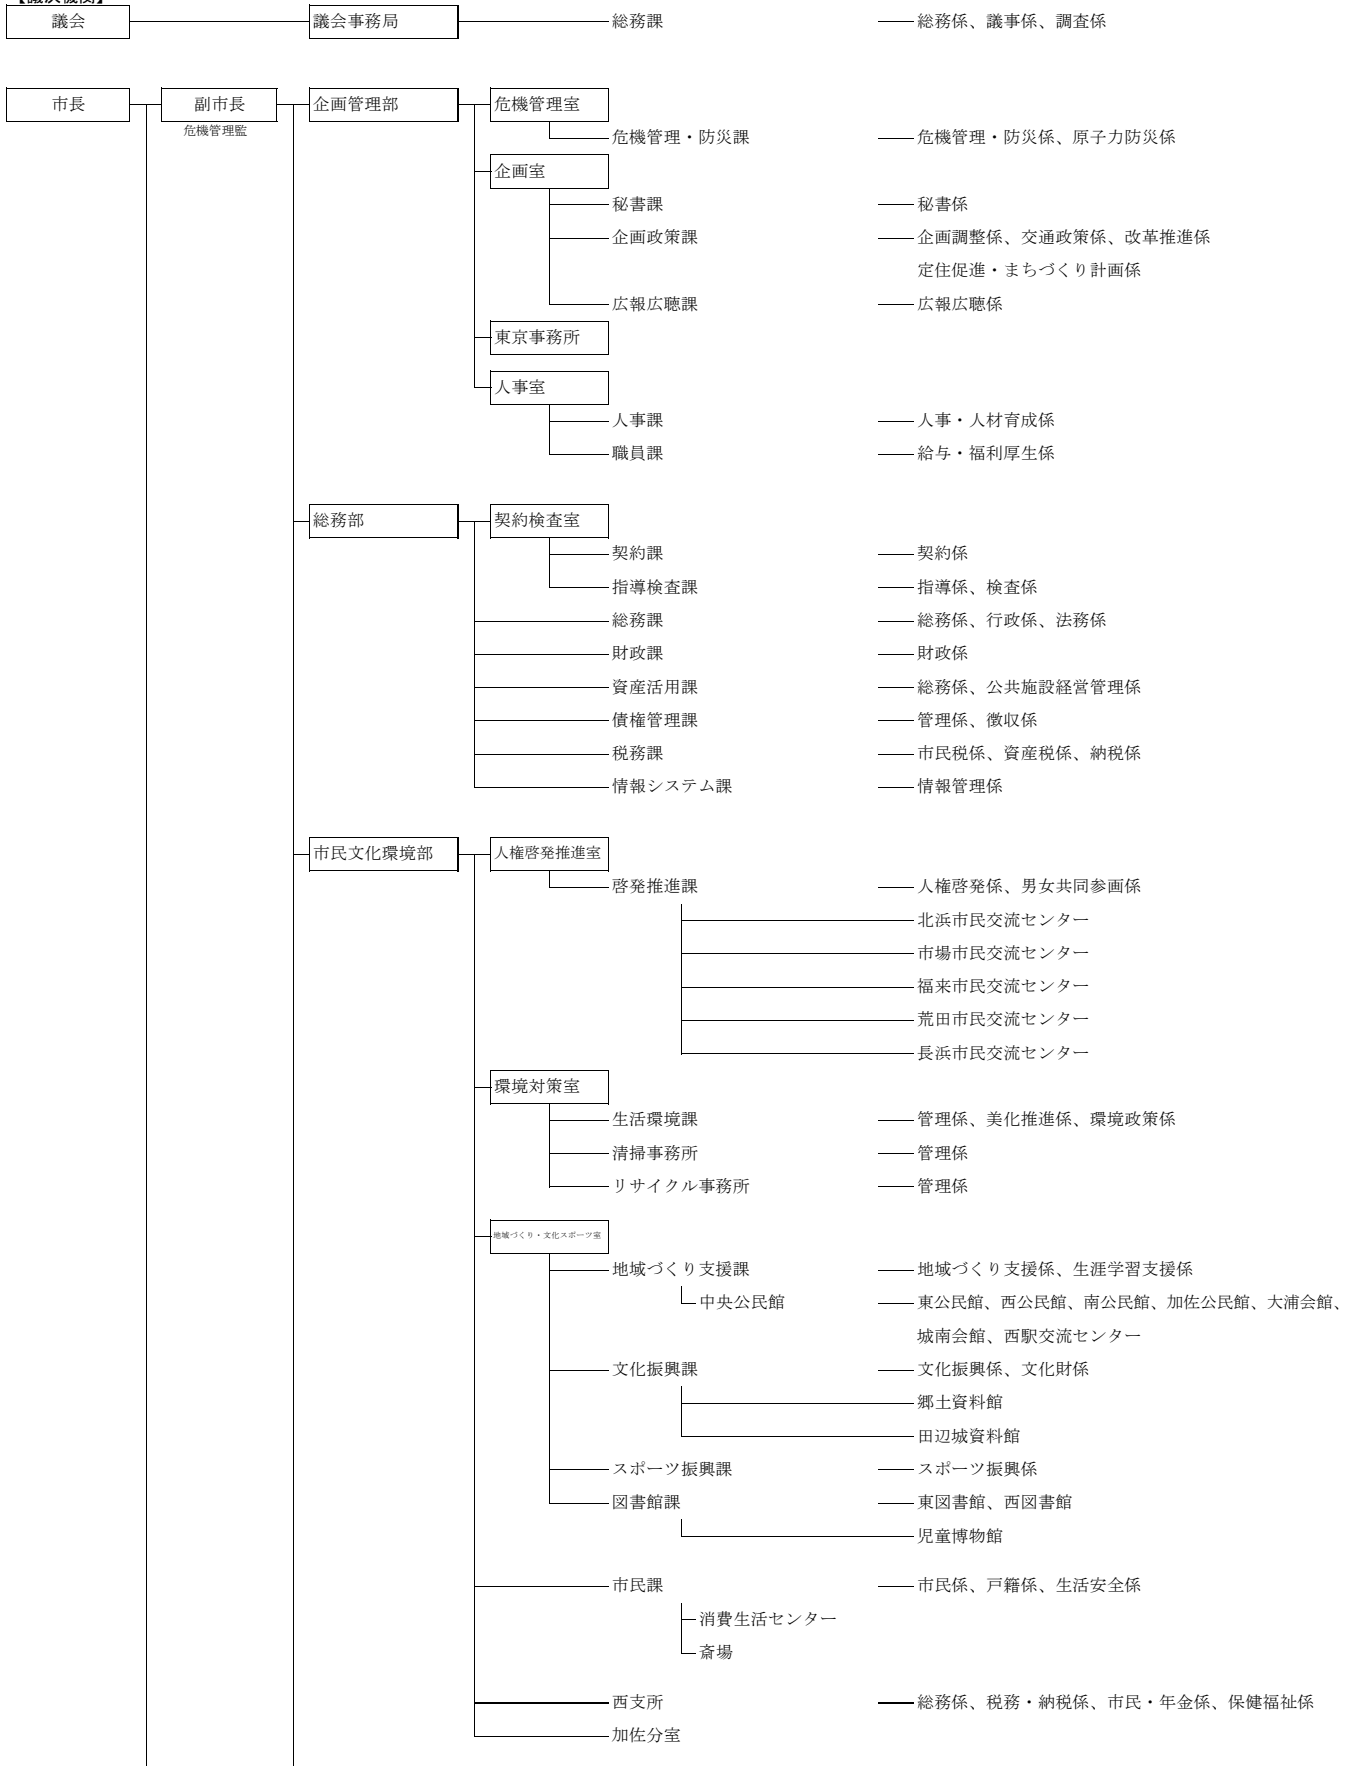 【議決機関】
議会 議会事務局 総務課 総務係、議事係、調査係
市長 副市長 企画管理部 危機管理室
危機管理監
危機管理・防災課 危機管理・防災係、原子力防災係
企画室
秘書課 秘書係
企画政策課 企画調整係、交通政策係、改革推進係
定住促進・まちづくり計画係
広報広聴課 広報広聴係
東京事務所
人事室
人事課 人事・人材育成係
職員課 給与・福利厚生係
総務部 契約検査室
契約課 契約係
指導検査課 指導係、検査係
総務課 総務係、行政係、法務係
財政課 財政係
資産活用課 総務係、公共施設経営管理係
債権管理課 管理係、徴収係
税務課 市民税係、資産税係、納税係
情報システム課 情報管理係
市民文化環境部 人権啓発推進室
啓発推進課 人権啓発係、男女共同参画係
北浜市民交流センター
市場市民交流センター
福来市民交流センター
荒田市民交流センター
長浜市民交流センター
環境対策室
生活環境課 管理係、美化推進係、環境政策係
清掃事務所 管理係
リサイクル事務所 管理係
地域づくり・文化スポーツ室
地域づくり支援課 地域づくり支援係、生涯学習支援係
中央公民館 東公民館、西公民館、南公民館、加佐公民館、大浦会館、
城南会館、西駅交流センター
文化振興課 文化振興係、文化財係
郷土資料館
田辺城資料館
スポーツ振興課 スポーツ振興係
図書館課 東図書館、西図書館
児童博物館
市民課 市民係、戸籍係、生活安全係
消費生活センター
斎場
西支所 総務係、税務・納税係、市民・年金係、保健福祉係
加佐分室